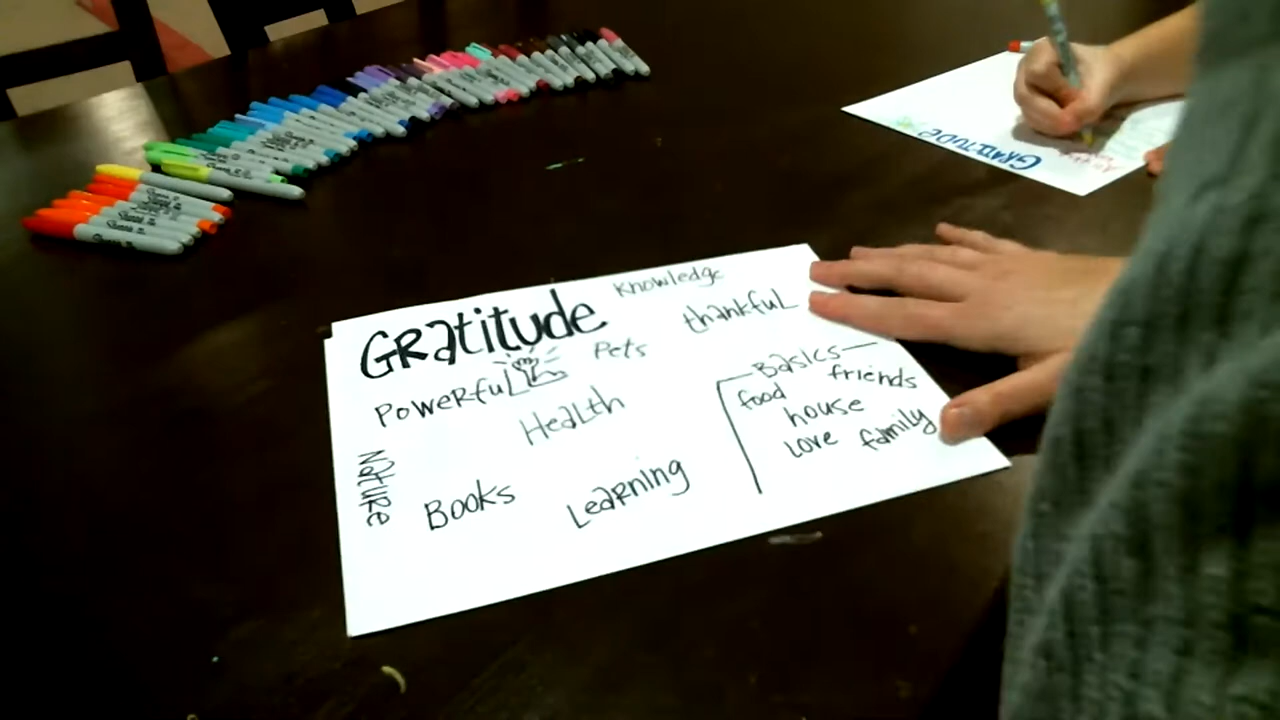 Gratitude
Knowledge
thankful
Powerful
Pets
Health
Basics
food
friends
house
Love
family
Nature
Books
Learning
GRATITUDE